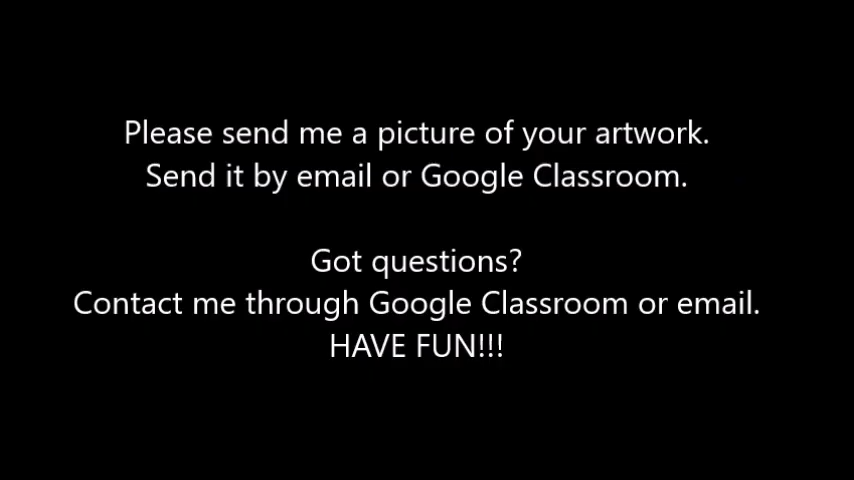 Please send me a picture of your artwork.
Send it by email or Google Classroom.
Got questions?
Contact me through Google Classroom or email.
HAVE FUN!!!